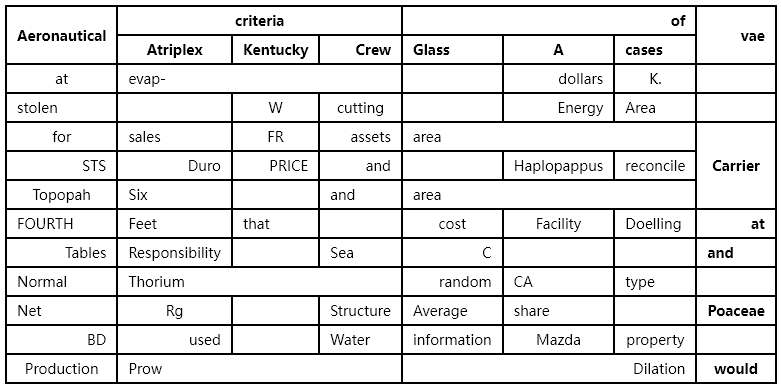 Aeronautical criteria of vae
Atriplex Kentucky Crew Glass A cases
at evap- dollars K.
stolen W cutting Energy Area
for sales FR assets area Carrier
STS Duro PRICE and Haplopappus reconcile
Topopah Six and area
FOURTH Feet that cost Facility Doelling at
Tables Responsibility Sea C and
Normal Thorium random CA type
Net Rg Structure Average share Poaceae
BD used Water information Mazda property
Production Prow Dilation would